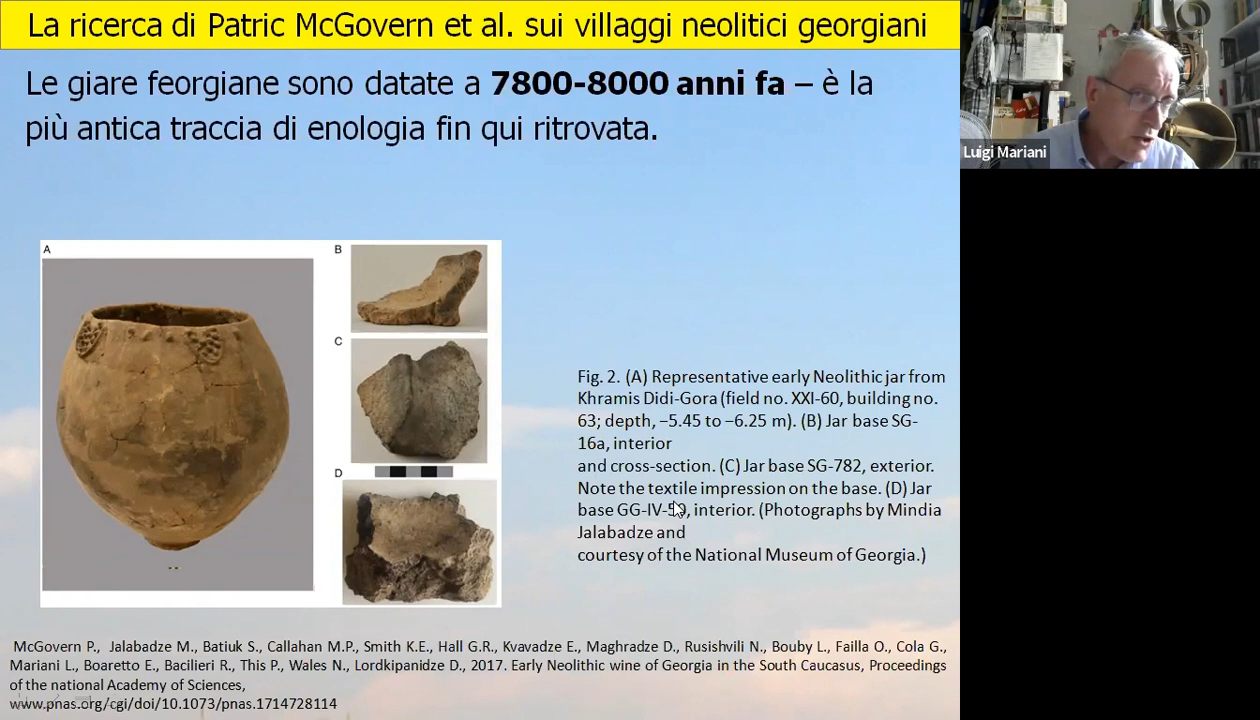 La ricerca di Patric McGovern et al. sui villaggi neolitici georgiani
Le giare feorgiane sono datate a 7800-8000 anni fa – è la
più antica traccia di enologia fin qui ritrovata.
Luigi Mariani
A
B
C
D
Fig. 2. (A) Representative early Neolithic jar from
Khramis Didi-Gora (field no. XXI-60, building no.
63; depth, −5.45 to −6.25 m). (B) Jar base SG-
16a, interior
and cross-section. (C) Jar base SG-782, exterior.
Note the textile impression on the base. (D) Jar
base GG-IV-50, interior. (Photographs by Mindia
Jalabadze and
courtesy of the National Museum of Georgia.)
McGovern P., Jalabadze M., Batiuk S., Callahan M.P., Smith K.E., Hall G.R., Kvavadze E., Maghradze D., Rusishvili N., Bouby L., Failla O., Cola G.,
Mariani L., Boaretto E., Bacilieri R., This P., Wales N., Lordkipanidze D., 2017. Early Neolithic wine of Georgia in the South Caucasus, Proceedings
of the national Academy of Sciences,
www.pnas.org/cgi/doi/10.1073/pnas.1714728114